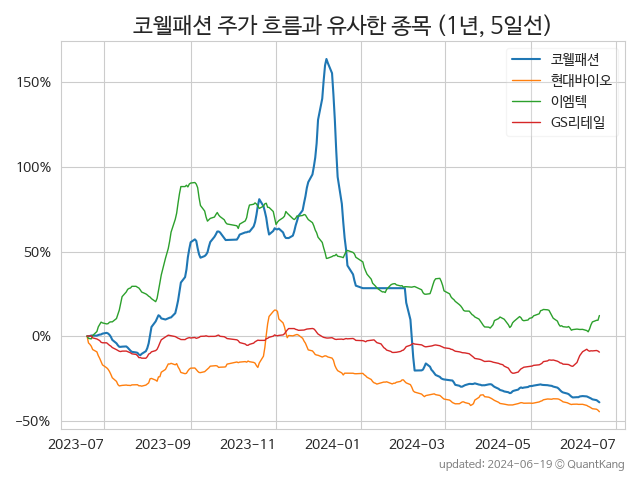 코웰패션 주가 흐름과 유사한 종목 (1년, 5일선)
코웰패션
현대바이오
이엠텍
GS리테일
150%
100%
50%
0%
−50%
2023-07 2023-09 2023-11 2024-01 2024-03 2024-05 2024-07
updated: 2024-06-19 © QuantKang